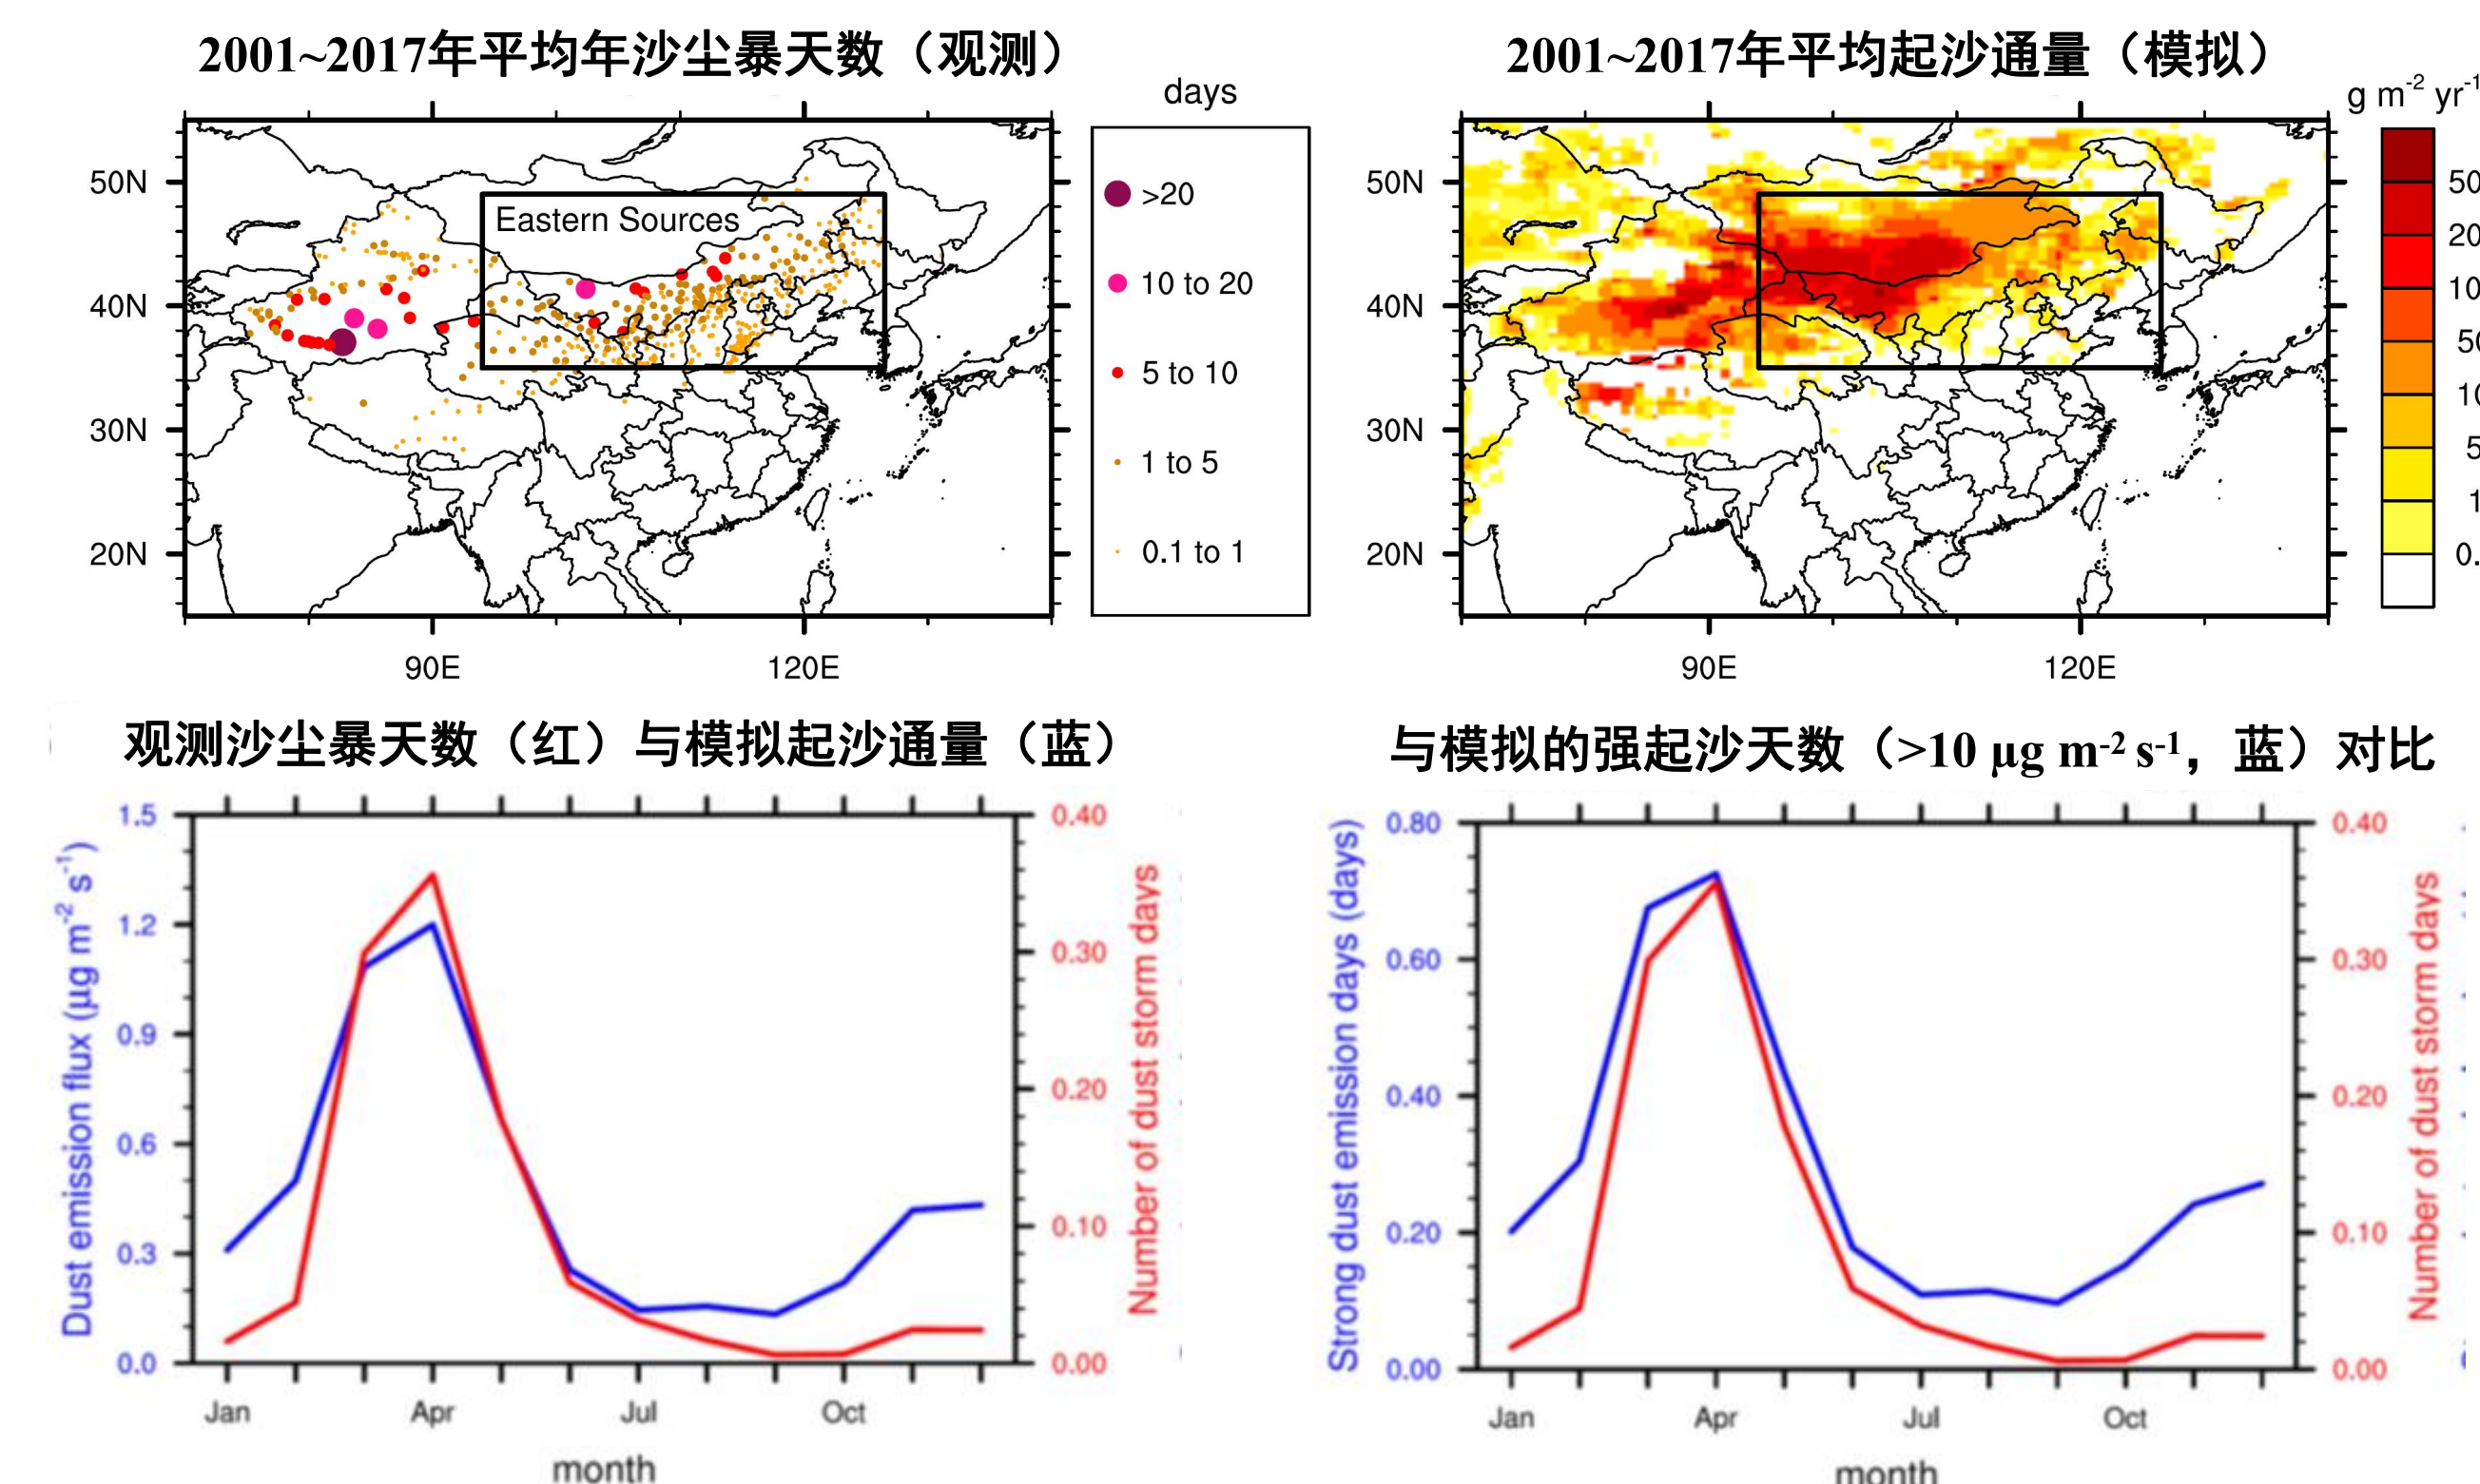 2001~2017年平均年沙尘暴天数（观测）
days
50N
40N
30N
20N
90E
120E
Eastern Sources
>20
10 to 20
5 to 10
1 to 5
0.1 to 1
2001~2017年平均起沙通量（模拟）
g m⁻² yr⁻¹
50N
40N
30N
20N
90E
120E
观测沙尘暴天数（红）与模拟起沙通量（蓝）
Dust emission flux (µg m⁻² s⁻¹)
1.5
1.2
0.9
0.6
0.3
0.0
0.40
0.30
0.20
0.10
0.00
Number of dust storm days
Jan
Apr
Jul
Oct
month
与模拟的强起沙天数（>10 µg m⁻² s⁻¹，蓝）对比
Strong dust emission days (days)
0.80
0.60
0.40
0.20
0.00
0.40
0.30
0.20
0.10
0.00
Number of dust storm days
Jan
Apr
Jul
Oct
month